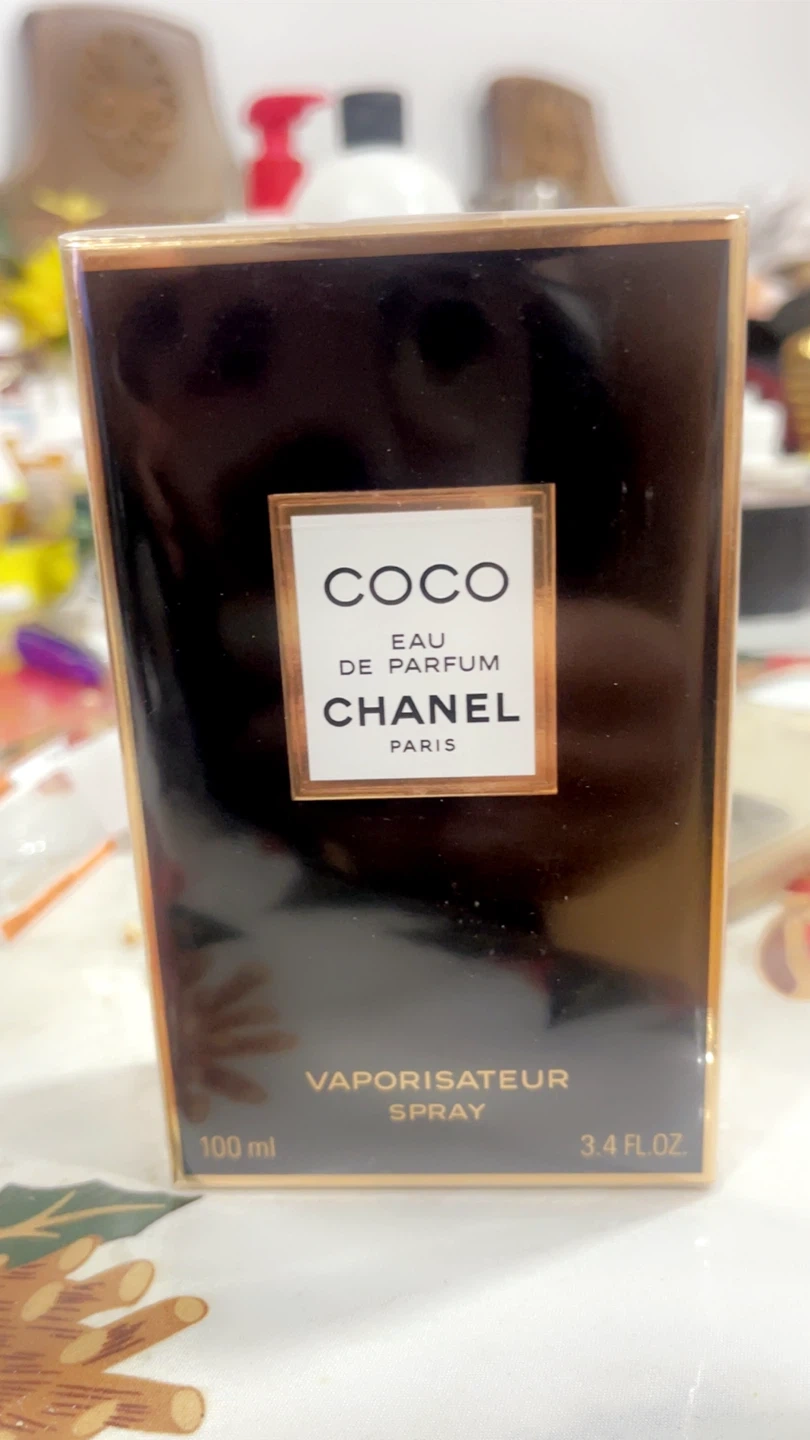 COCO
EAU
DE PARFUM
CHANEL
PARIS
VAPORISATEUR
SPRAY
100 ml
3.4 FL.OZ.